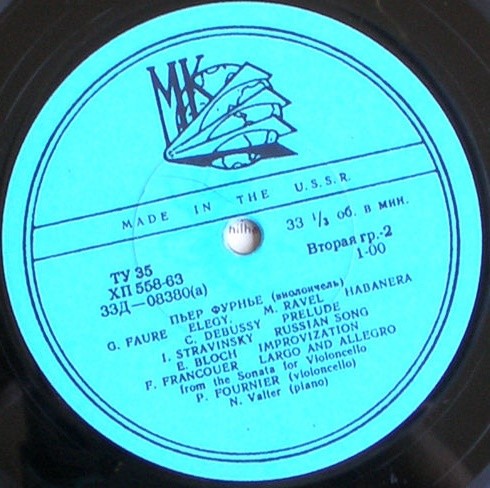 МК
MADE IN THE U.S.S.R.
33 1/3 об. в мин.
Вторая гр.-2
1-00
ТУ 35
ХП 558-63
33Д—08380(а)
ПЬЕР ФУРНЬЕ (виолончель)
G. FAURE ELEGY. M. RAVEL HABANERA
C. DEBUSSY PRELUDE
I. STRAVINSKY RUSSIAN SONG
E. BLOCH IMPROVIZATION
F. FRANCOUER LARGO AND ALLEGRO
from the Sonata for Violoncello
P. FOURNIER (violoncello)
N. Valter (piano)